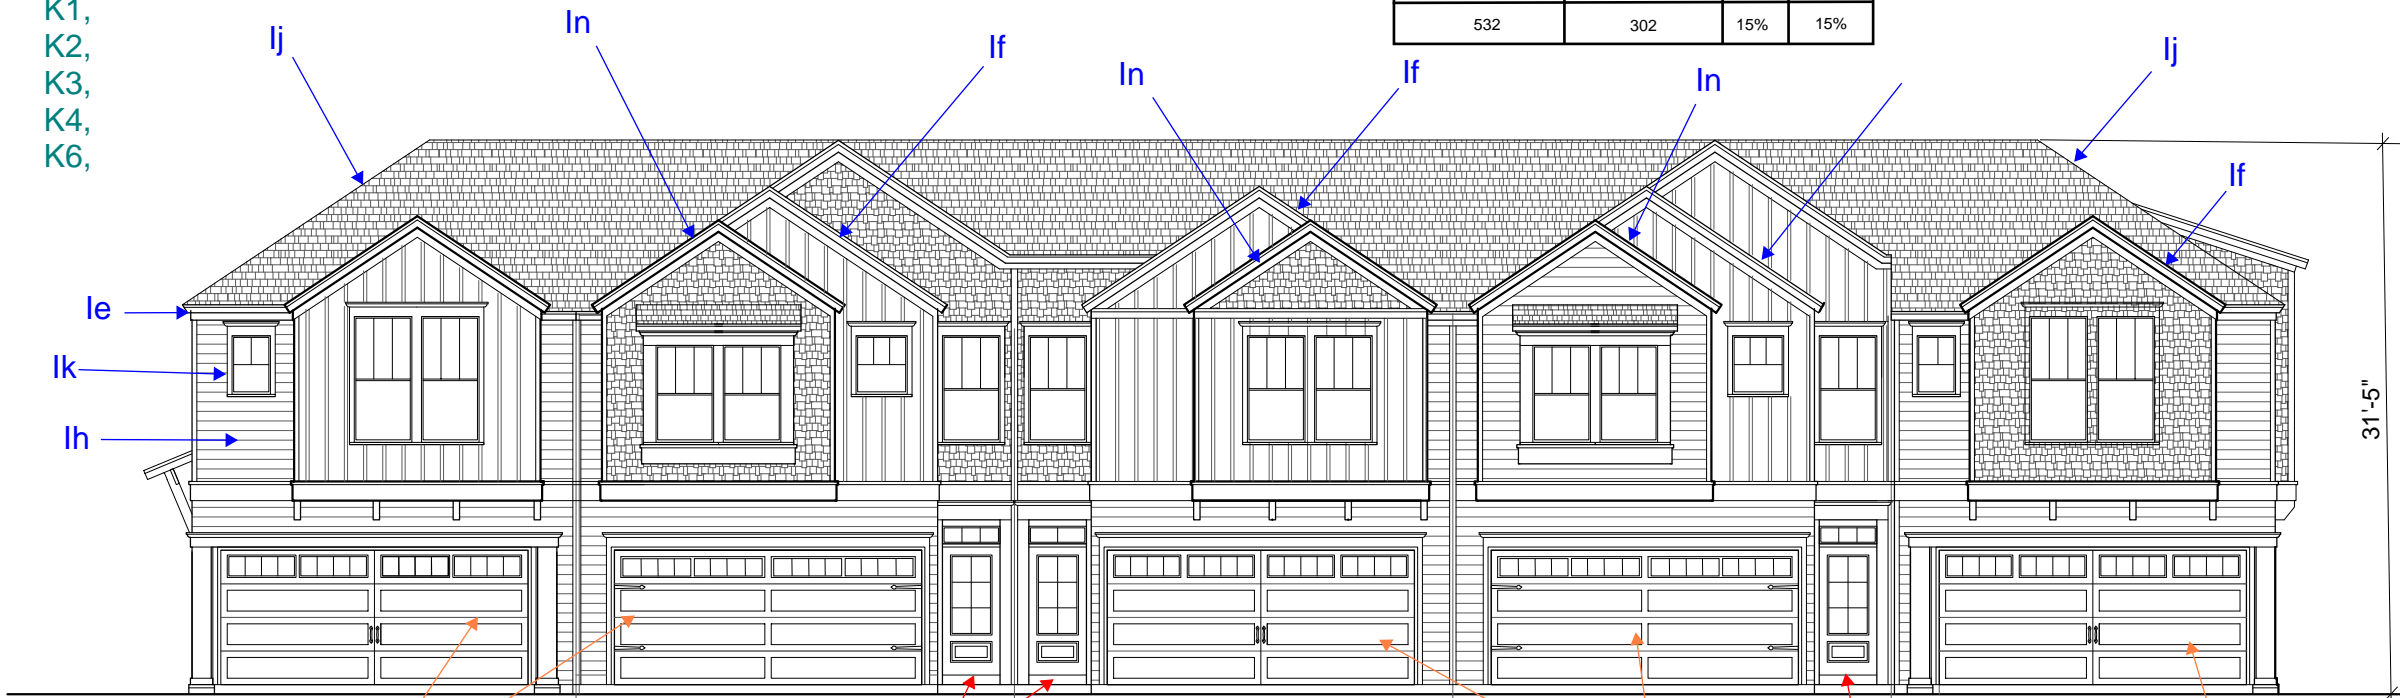 K1,
K2,
K3,
K4,
K6,
532 302 15% 15%
Ij
In
If
In
If
In
Ij
If
Ie
Ik
Ih
31'-5"